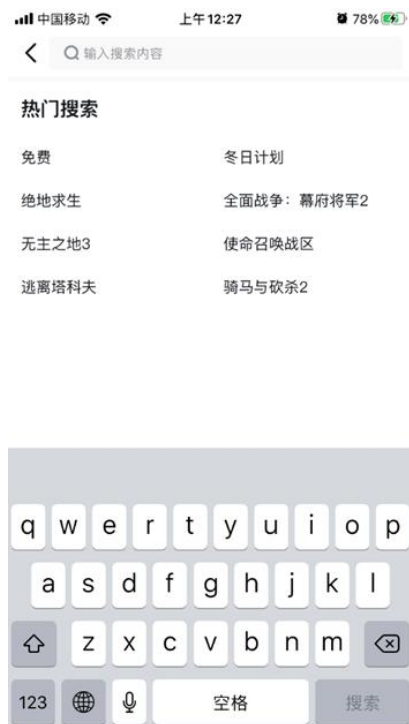 中国移动 上午12:27 78%
输入搜索内容
热门搜索
免费 冬日计划
绝地求生 全面战争：幕府将军2
无主之地3 使命召唤战区
逃离塔科夫 骑马与砍杀2
q w e r t y u i o p
a s d f g h j k l
z x c v b n m
123 空格 搜索